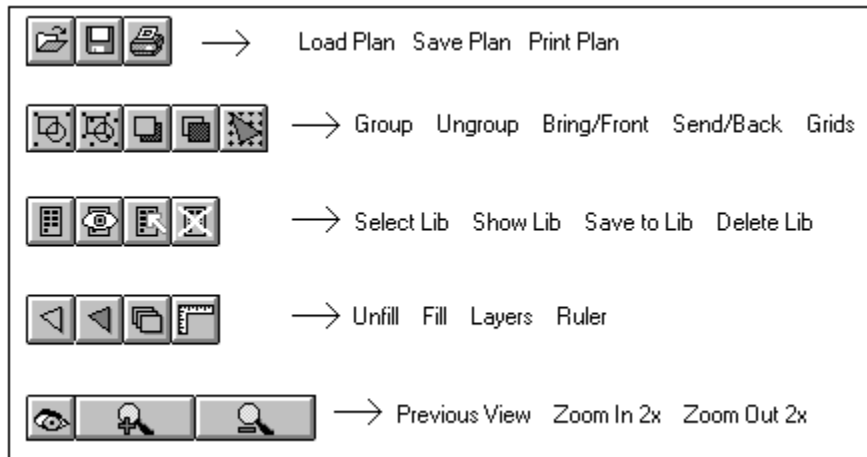 Load Plan Save Plan Print Plan
Group Ungroup Bring/Front Send/Back Grids
Select Lib Show Lib Save to Lib Delete Lib
Unfill Fill Layers Ruler
Previous View Zoom In 2x Zoom Out 2x